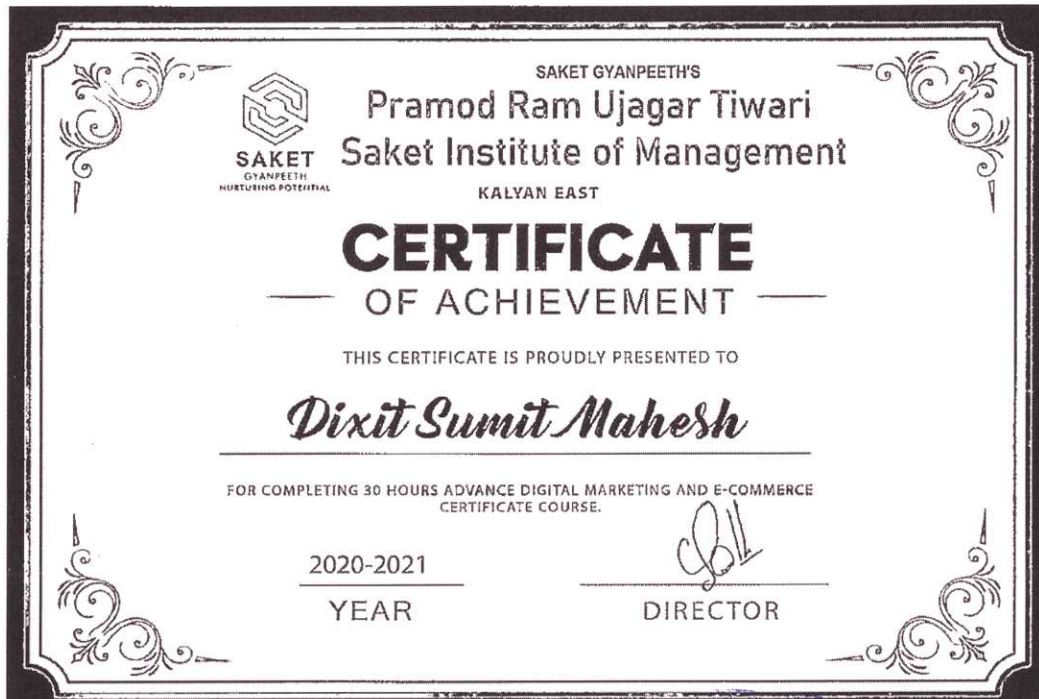 SAKET GYANPEETH'S
Pramod Ram Ujagar Tiwari
Saket Institute of Management
KALYAN EAST
SAKET
GYANPEETH
NURTURING POTENTIAL
CERTIFICATE
OF ACHIEVEMENT
THIS CERTIFICATE IS PROUDLY PRESENTED TO
Dixit Sumit Mahesh
FOR COMPLETING 30 HOURS ADVANCE DIGITAL MARKETING AND E-COMMERCE
CERTIFICATE COURSE.
2020-2021
YEAR
DIRECTOR